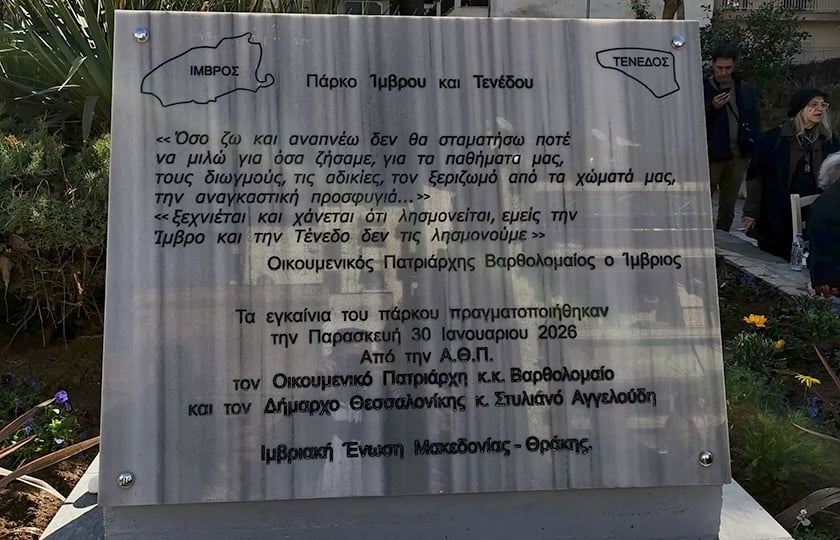 ΙΜΒΡΟΣ
ΤΕΝΕΔΟΣ
Πάρκο Ίμβρου και Τενέδου
«Όσο ζω και αναπνέω δεν θα σταματήσω ποτέ
να μιλώ για όσα ζήσαμε, για τα παθήματα μας,
τους διωγμούς, τις αδικίες, τον ξεριζωμό από τα χώματά μας,
την αναγκαστική προσφυγιά...»
«ξεχνιέται και χάνεται ότι λησμονείται, εμείς την
Ίμβρο και την Τένεδο δεν τις λησμονούμε»
Οικουμενικός Πατριάρχης Βαρθολομαίος ο Ίμβριος
Τα εγκαίνια του πάρκου πραγματοποιήθηκαν
την Παρασκευή 30 Ιανουαριου 2026
Από την Α.Θ.Π.
τον Οικουμενικό Πατριάρχη κ.κ. Βαρθολομαίο
και τον Δήμαρχο Θεσσαλονίκης κ. Στυλιάνό Αγγελούδη
Ιμβριακή Ένωση Μακεδονίας - Θράκης.